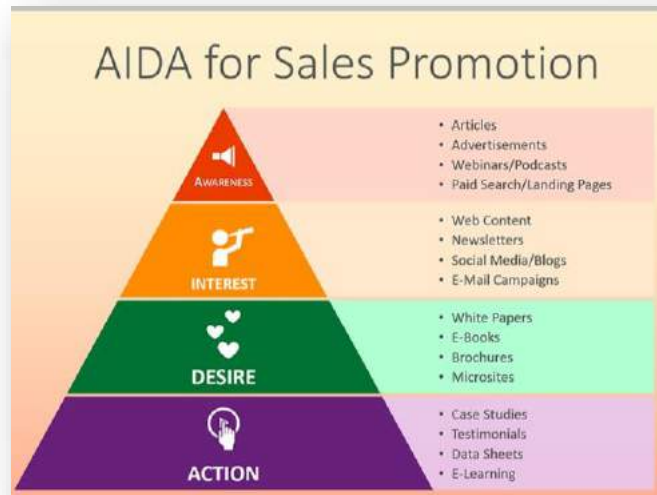 AIDA for Sales Promotion
AWARENESS
• Articles
• Advertisements
• Webinars/Podcasts
• Paid Search/Landing Pages
INTEREST
• Web Content
• Newsletters
• Social Media/Blogs
• E-Mail Campaigns
DESIRE
• White Papers
• E-Books
• Brochures
• Microsites
ACTION
• Case Studies
• Testimonials
• Data Sheets
• E-Learning